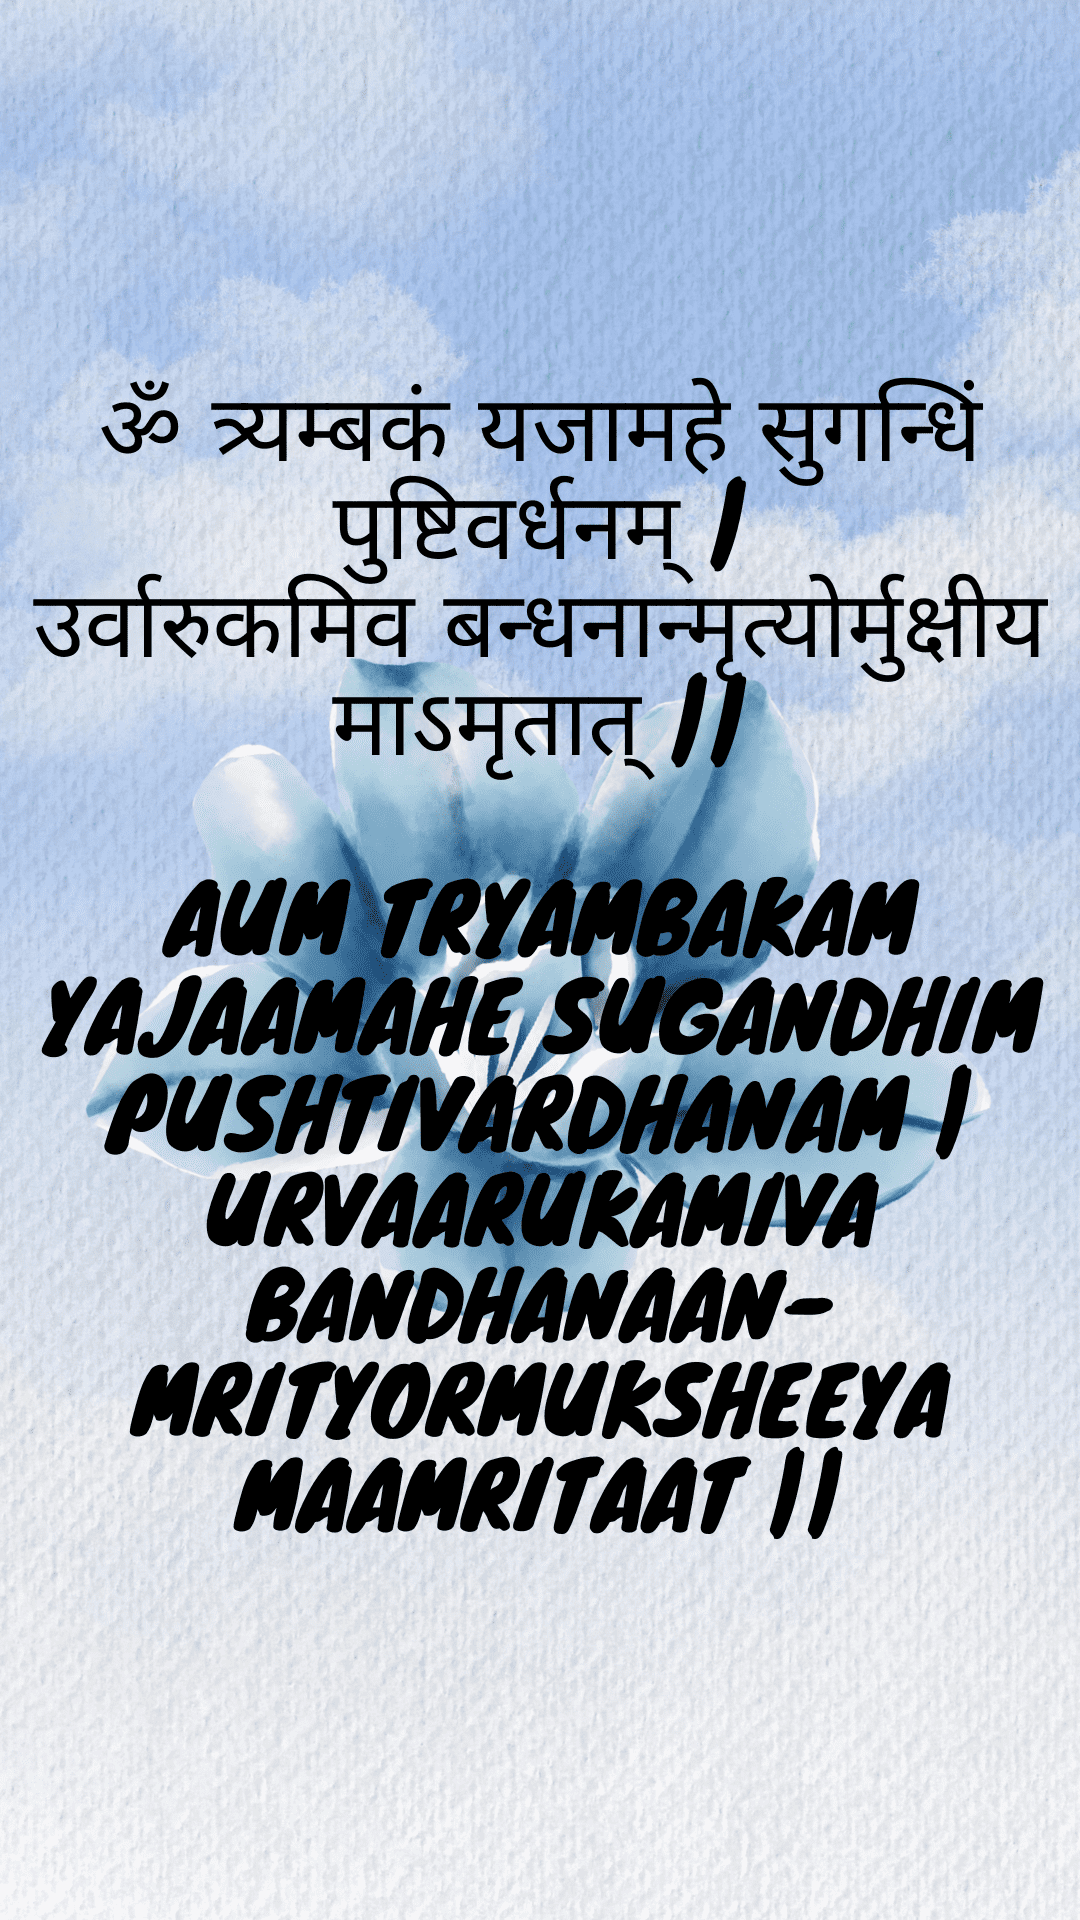 ॐ त्र्यम्बकं यजामहे सुगन्धिं
पुष्टिवर्धनम् |
उर्वारुकमिव बन्धनान्मृत्योर्मुक्षीय
माऽमृतात् ||
AUM TRYAMBAKAM
YAJAAMAHE SUGANDHIM
PUSHTIVARDHANAM |
URVAARUKAMIVA
BANDHANAAN-
MRITYORMUKSHEEYA
MAAMRITAAT ||